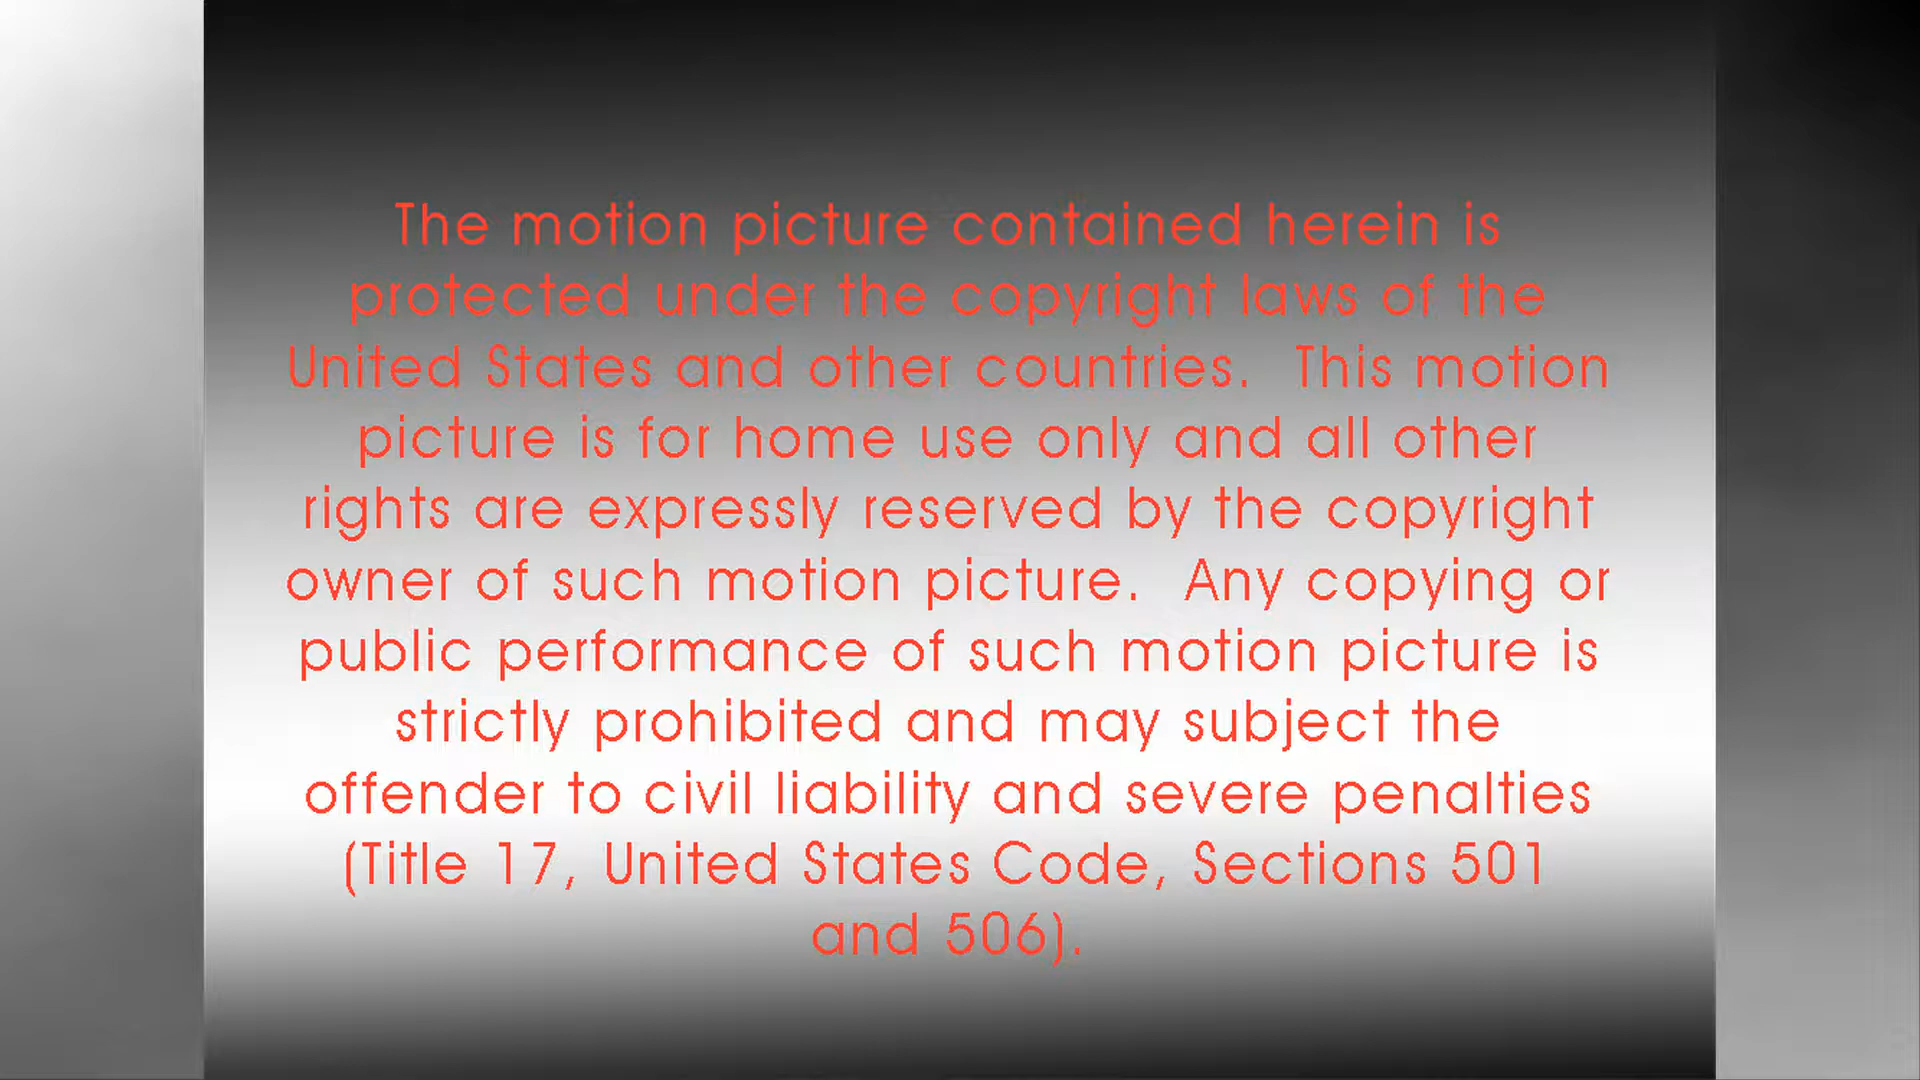 The motion picture contained herein is
protected under the copyright laws of the
United States and other countries.  This motion
picture is for home use only and all other
rights are expressly reserved by the copyright
owner of such motion picture.  Any copying or
public performance of such motion picture is
strictly prohibited and may subject the
offender to civil liability and severe penalties
(Title 17, United States Code, Sections 501
and 506).